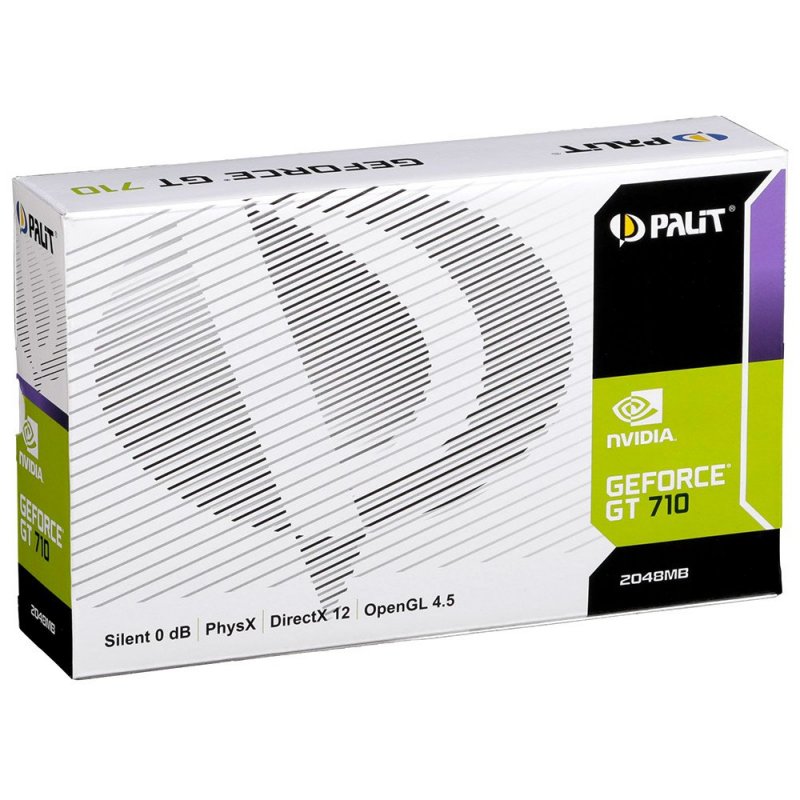 GEFORCE® GT 710
PALiT
PALiT
PALiT®
NVIDIA.
GEFORCE®
GT 710
2048MB
NVIDIA
GEFORCE
GT 710
2048MB
Silent 0 dB | PhysX | DirectX 12 | OpenGL 4.5